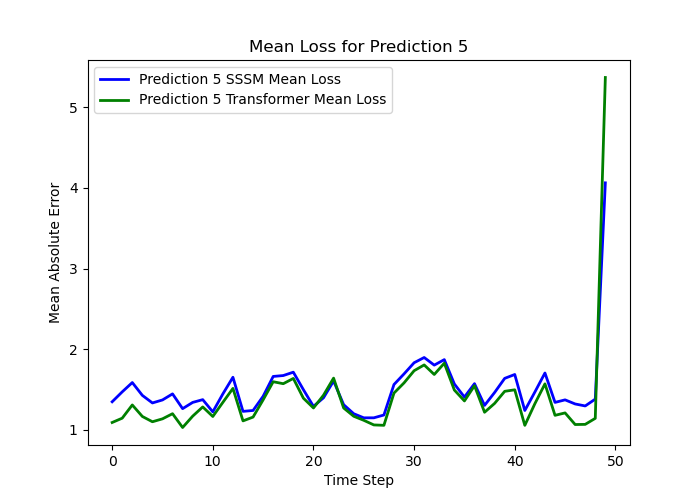 Mean Loss for Prediction 5
Prediction 5 SSSM Mean Loss
Prediction 5 Transformer Mean Loss
Mean Absolute Error
5
4
3
2
1
0 10 20 30 40 50
Time Step